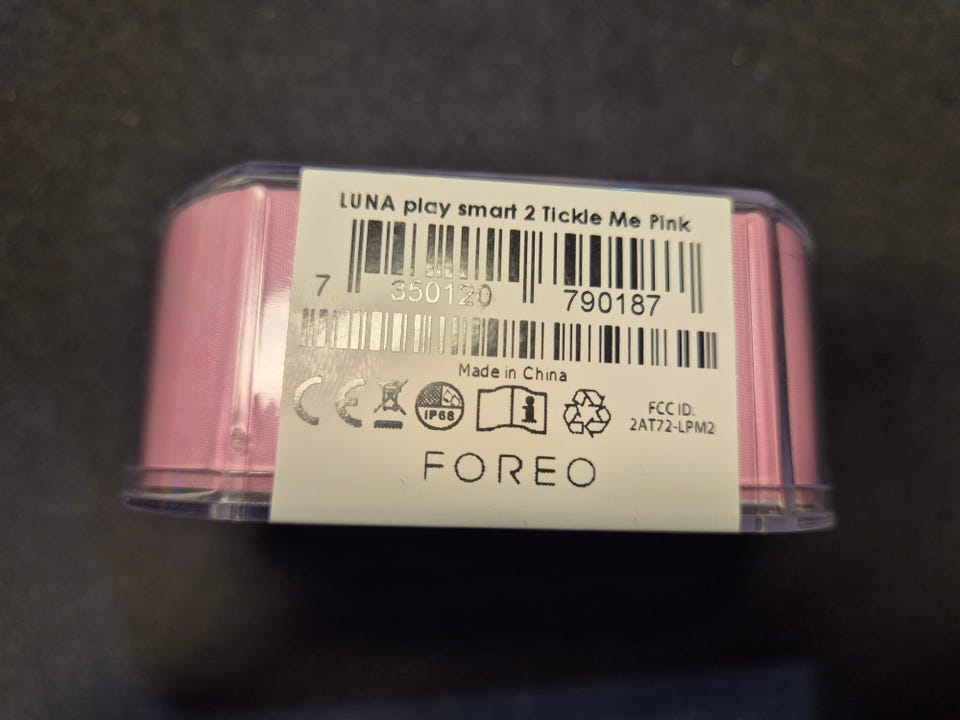 LUNA play smart 2 Tickle Me Pink
7 350120 790187
Made in China
CE IP68 i FCC ID:
2AT72-LPM2
FOREO